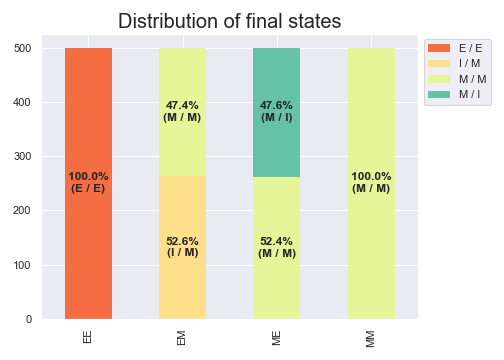 Distribution of final states
500
400
300
200
100
0
100.0%
(E / E)
47.4%
(M / M)
52.6%
(I / M)
47.6%
(M / I)
52.4%
(M / M)
100.0%
(M / M)
EE
EM
ME
MM
E / E
I / M
M / M
M / I